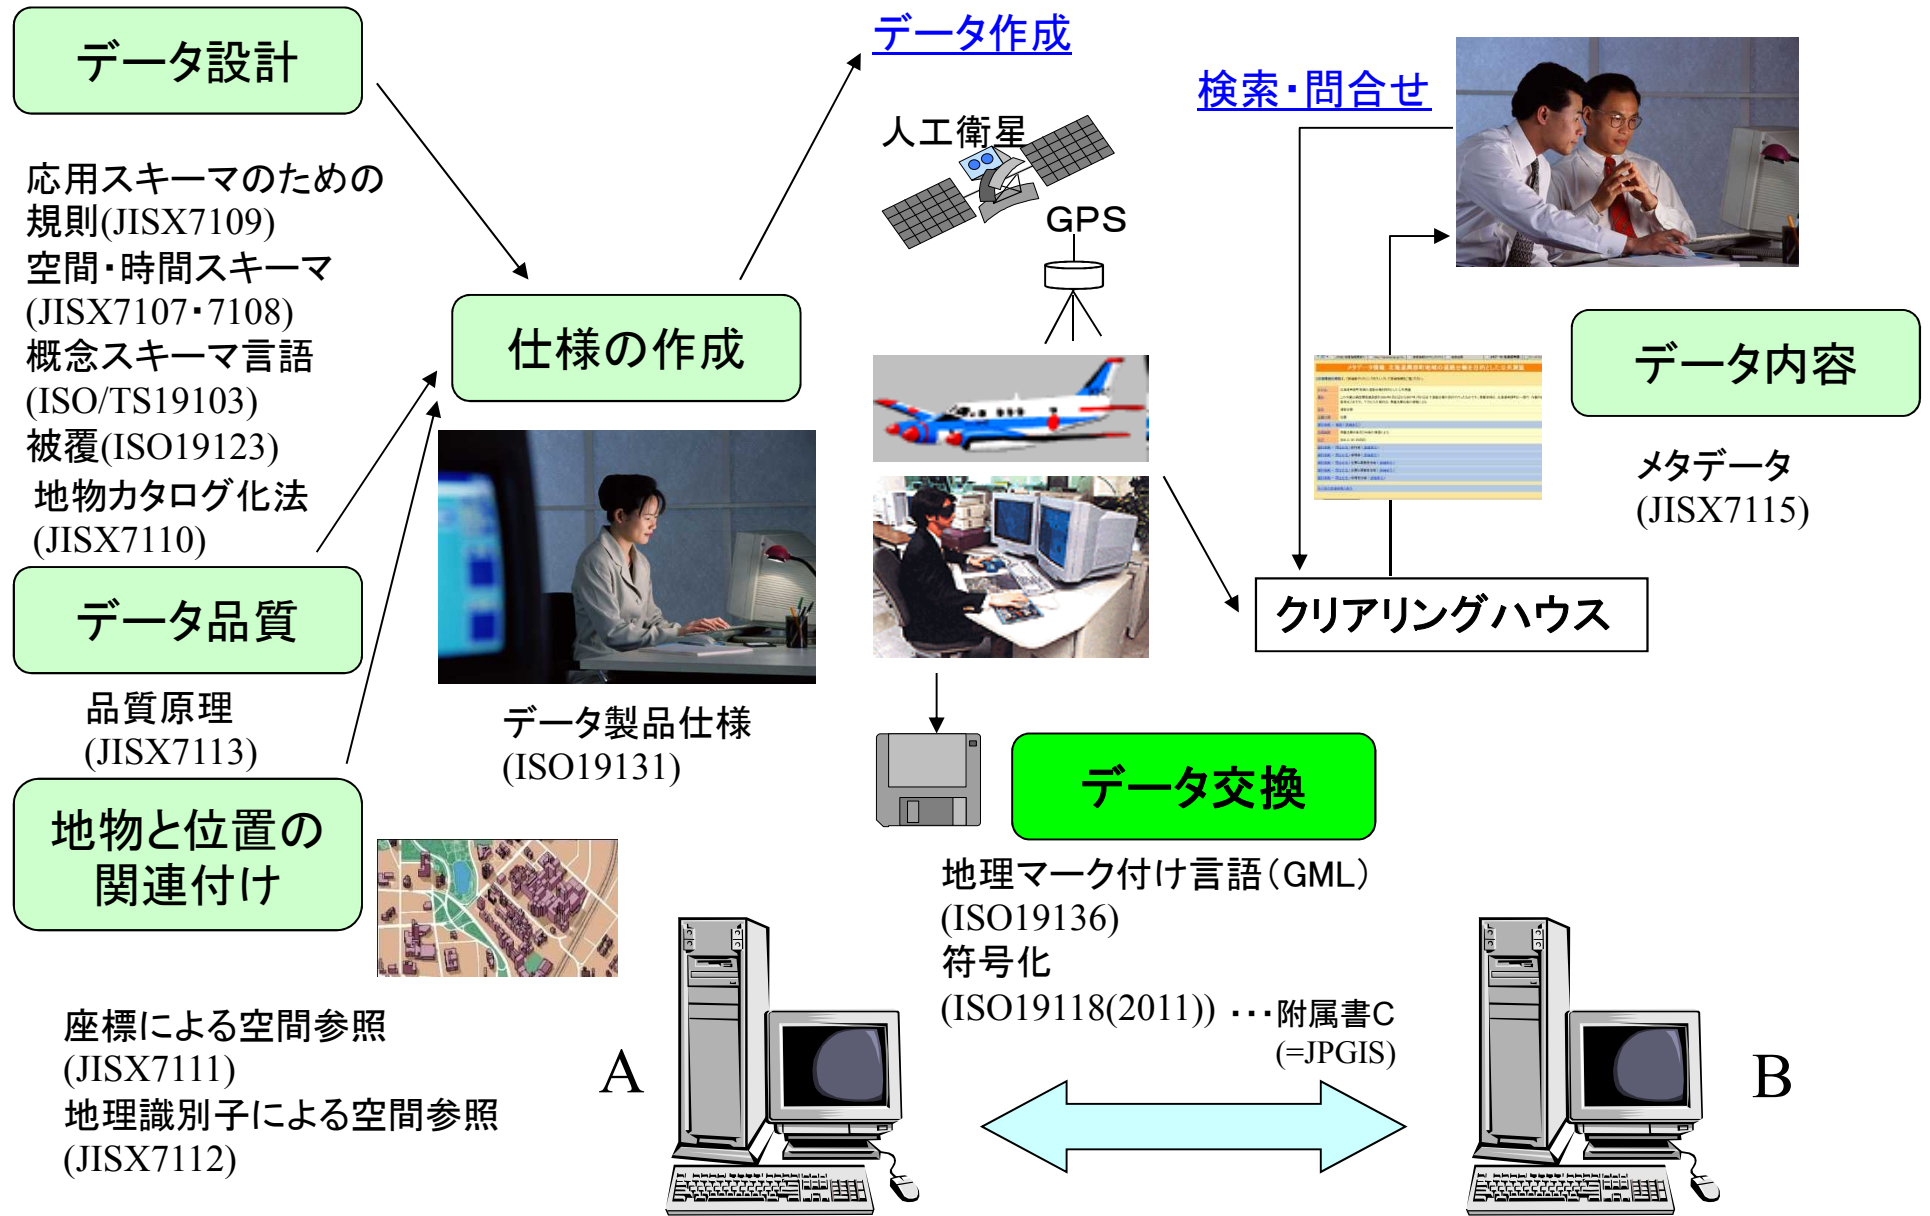 データ設計
応用スキーマのための
規則(JISX7109)
空間・時間スキーマ
(JISX7107・7108)
概念スキーマ言語
(ISO/TS19103)
被覆(ISO19123)
地物カタログ化法
(JISX7110)
データ品質
品質原理
(JISX7113)
地物と位置の
関連付け
座標による空間参照
(JISX7111)
地理識別子による空間参照
(JISX7112)
仕様の作成
データ製品仕様
(ISO19131)
データ作成
人工衛星
GPS
検索・問合せ
データ内容
メタデータ
(JISX7115)
クリアリングハウス
データ交換
地理マーク付け言語(GML)
(ISO19136)
符号化
(ISO19118(2011)) ・・・附属書C
(=JPGIS)
A
B